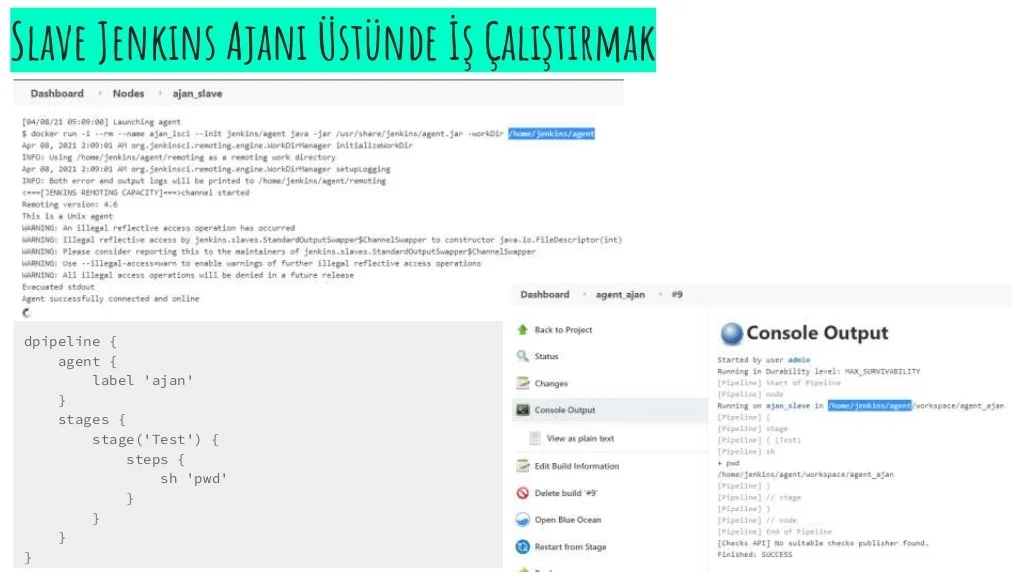 Slave Jenkins Ajanı Üstünde İş Çalıştırmak
Dashboard Nodes ajan_slave
[04/08/21 05:09:00] Launching agent
$ docker run -i --rm --name ajan_isci --init jenkins/agent java -jar /usr/share/jenkins/agent.jar -workDir /home/jenkins/agent
Apr 08, 2021 2:09:01 AM org.jenkinsci.remoting.engine.WorkDirManager initializeWorkDir
INFO: Using /home/jenkins/agent/remoting as a remoting work directory
Apr 08, 2021 2:09:01 AM org.jenkinsci.remoting.engine.WorkDirManager setupLogging
INFO: Both error and output logs will be printed to /home/jenkins/agent/remoting
<===[JENKINS REMOTING CAPACITY]===>channel started
Remoting version: 4.6
This is a Unix agent
WARNING: An illegal reflective access operation has occurred
WARNING: Illegal reflective access by jenkins.slaves.StandardOutputSwapper$ChannelSwapper to constructor java.io.FileDescriptor(int)
WARNING: Please consider reporting this to the maintainers of jenkins.slaves.StandardOutputSwapper$ChannelSwapper
WARNING: Use --illegal-access=warn to enable warnings of further illegal reflective access operations
WARNING: All illegal access operations will be denied in a future release
Evacuated stdout
Agent successfully connected and online
dpipeline {
agent {
label 'ajan'
}
stages {
stage('Test') {
steps {
sh 'pwd'
}
}
}
}
Dashboard agent_ajan #9
Back to Project
Status
Changes
Console Output
View as plain text
Edit Build Information
Delete build '#9'
Open Blue Ocean
Restart from Stage
Console Output
Started by user admin
Running in Durability level: MAX_SURVIVABILITY
[Pipeline] Start of Pipeline
[Pipeline] node
Running on ajan_slave in /home/jenkins/agent/workspace/agent_ajan
[Pipeline] {
[Pipeline] stage
[Pipeline] { (Test)
[Pipeline] sh
+ pwd
/home/jenkins/agent/workspace/agent_ajan
[Pipeline] }
[Pipeline] // stage
[Pipeline] }
[Pipeline] // node
[Pipeline] End of Pipeline
[Checks API] No suitable checks publisher found.
Finished: SUCCESS